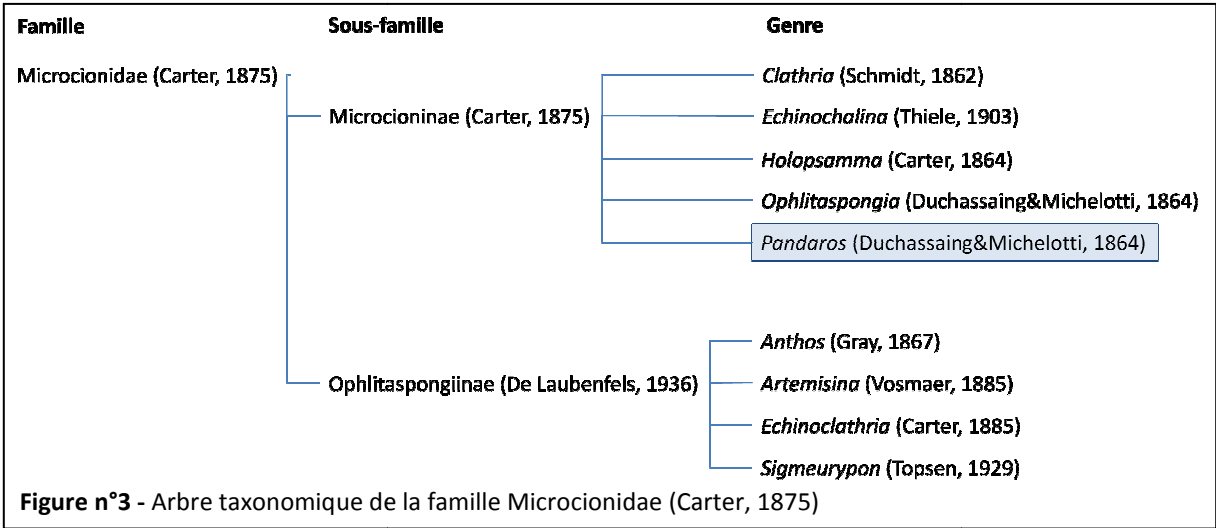 Famille Sous-famille Genre
Microcionidae (Carter, 1875) Clathria (Schmidt, 1862)
Microcioninae (Carter, 1875) Echinochalina (Thiele, 1903)
Holopsamma (Carter, 1864)
Ophlitaspongia (Duchassaing&Michelotti, 1864)
Pandaros (Duchassaing&Michelotti, 1864)
Anthos (Gray, 1867)
Ophlitaspongiinae (De Laubenfels, 1936) Artemisina (Vosmaer, 1885)
Echinoclathria (Carter, 1885)
Sigmeurypon (Topsen, 1929)
Figure n°3 - Arbre taxonomique de la famille Microcionidae (Carter, 1875)